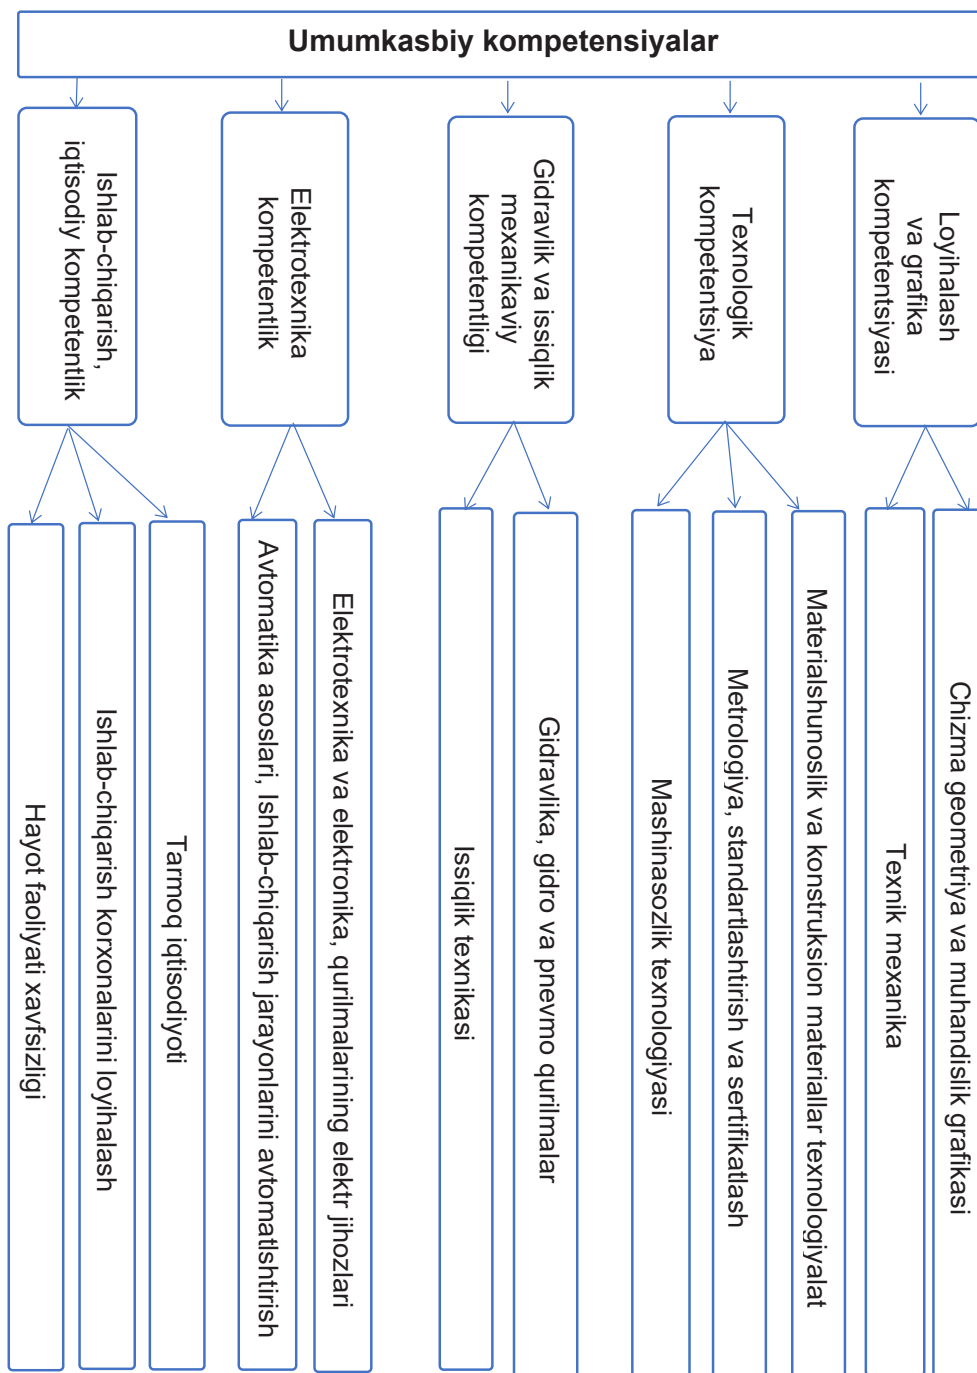 Umumkasbiy kompetensiyalar
Ishlab-chiqarish,
iqtisodiy kompetentlik
Elektrotexnika
kompetentlik
Gidravlik va issiqlik
mexanikaviy
kompetentligi
Texnologik
kompetentsiya
Loyihalash
va grafika
kompetentsiyasi
Hayot faoliyati xavfsizligi
Ishlab-chiqarish korxonalarini loyihalash
Tarmoq iqtisodiyoti
Avtomatika asoslari, Ishlab-chiqarish jarayonlarini avtomatlshtirish
Elektrotexnika va elektronika, qurilmalarining elektr jihozlari
Issiqlik texnikasi
Gidravlika, gidro va pnevmo qurilmalar
Mashinasozlik texnologiyasi
Metrologiya, standartlashtirish va sertifikatlash
Materialshunoslik va konstruksion materiallar texnologiyalat
Texnik mexanika
Chizma geometriya va muhandislik grafikasi